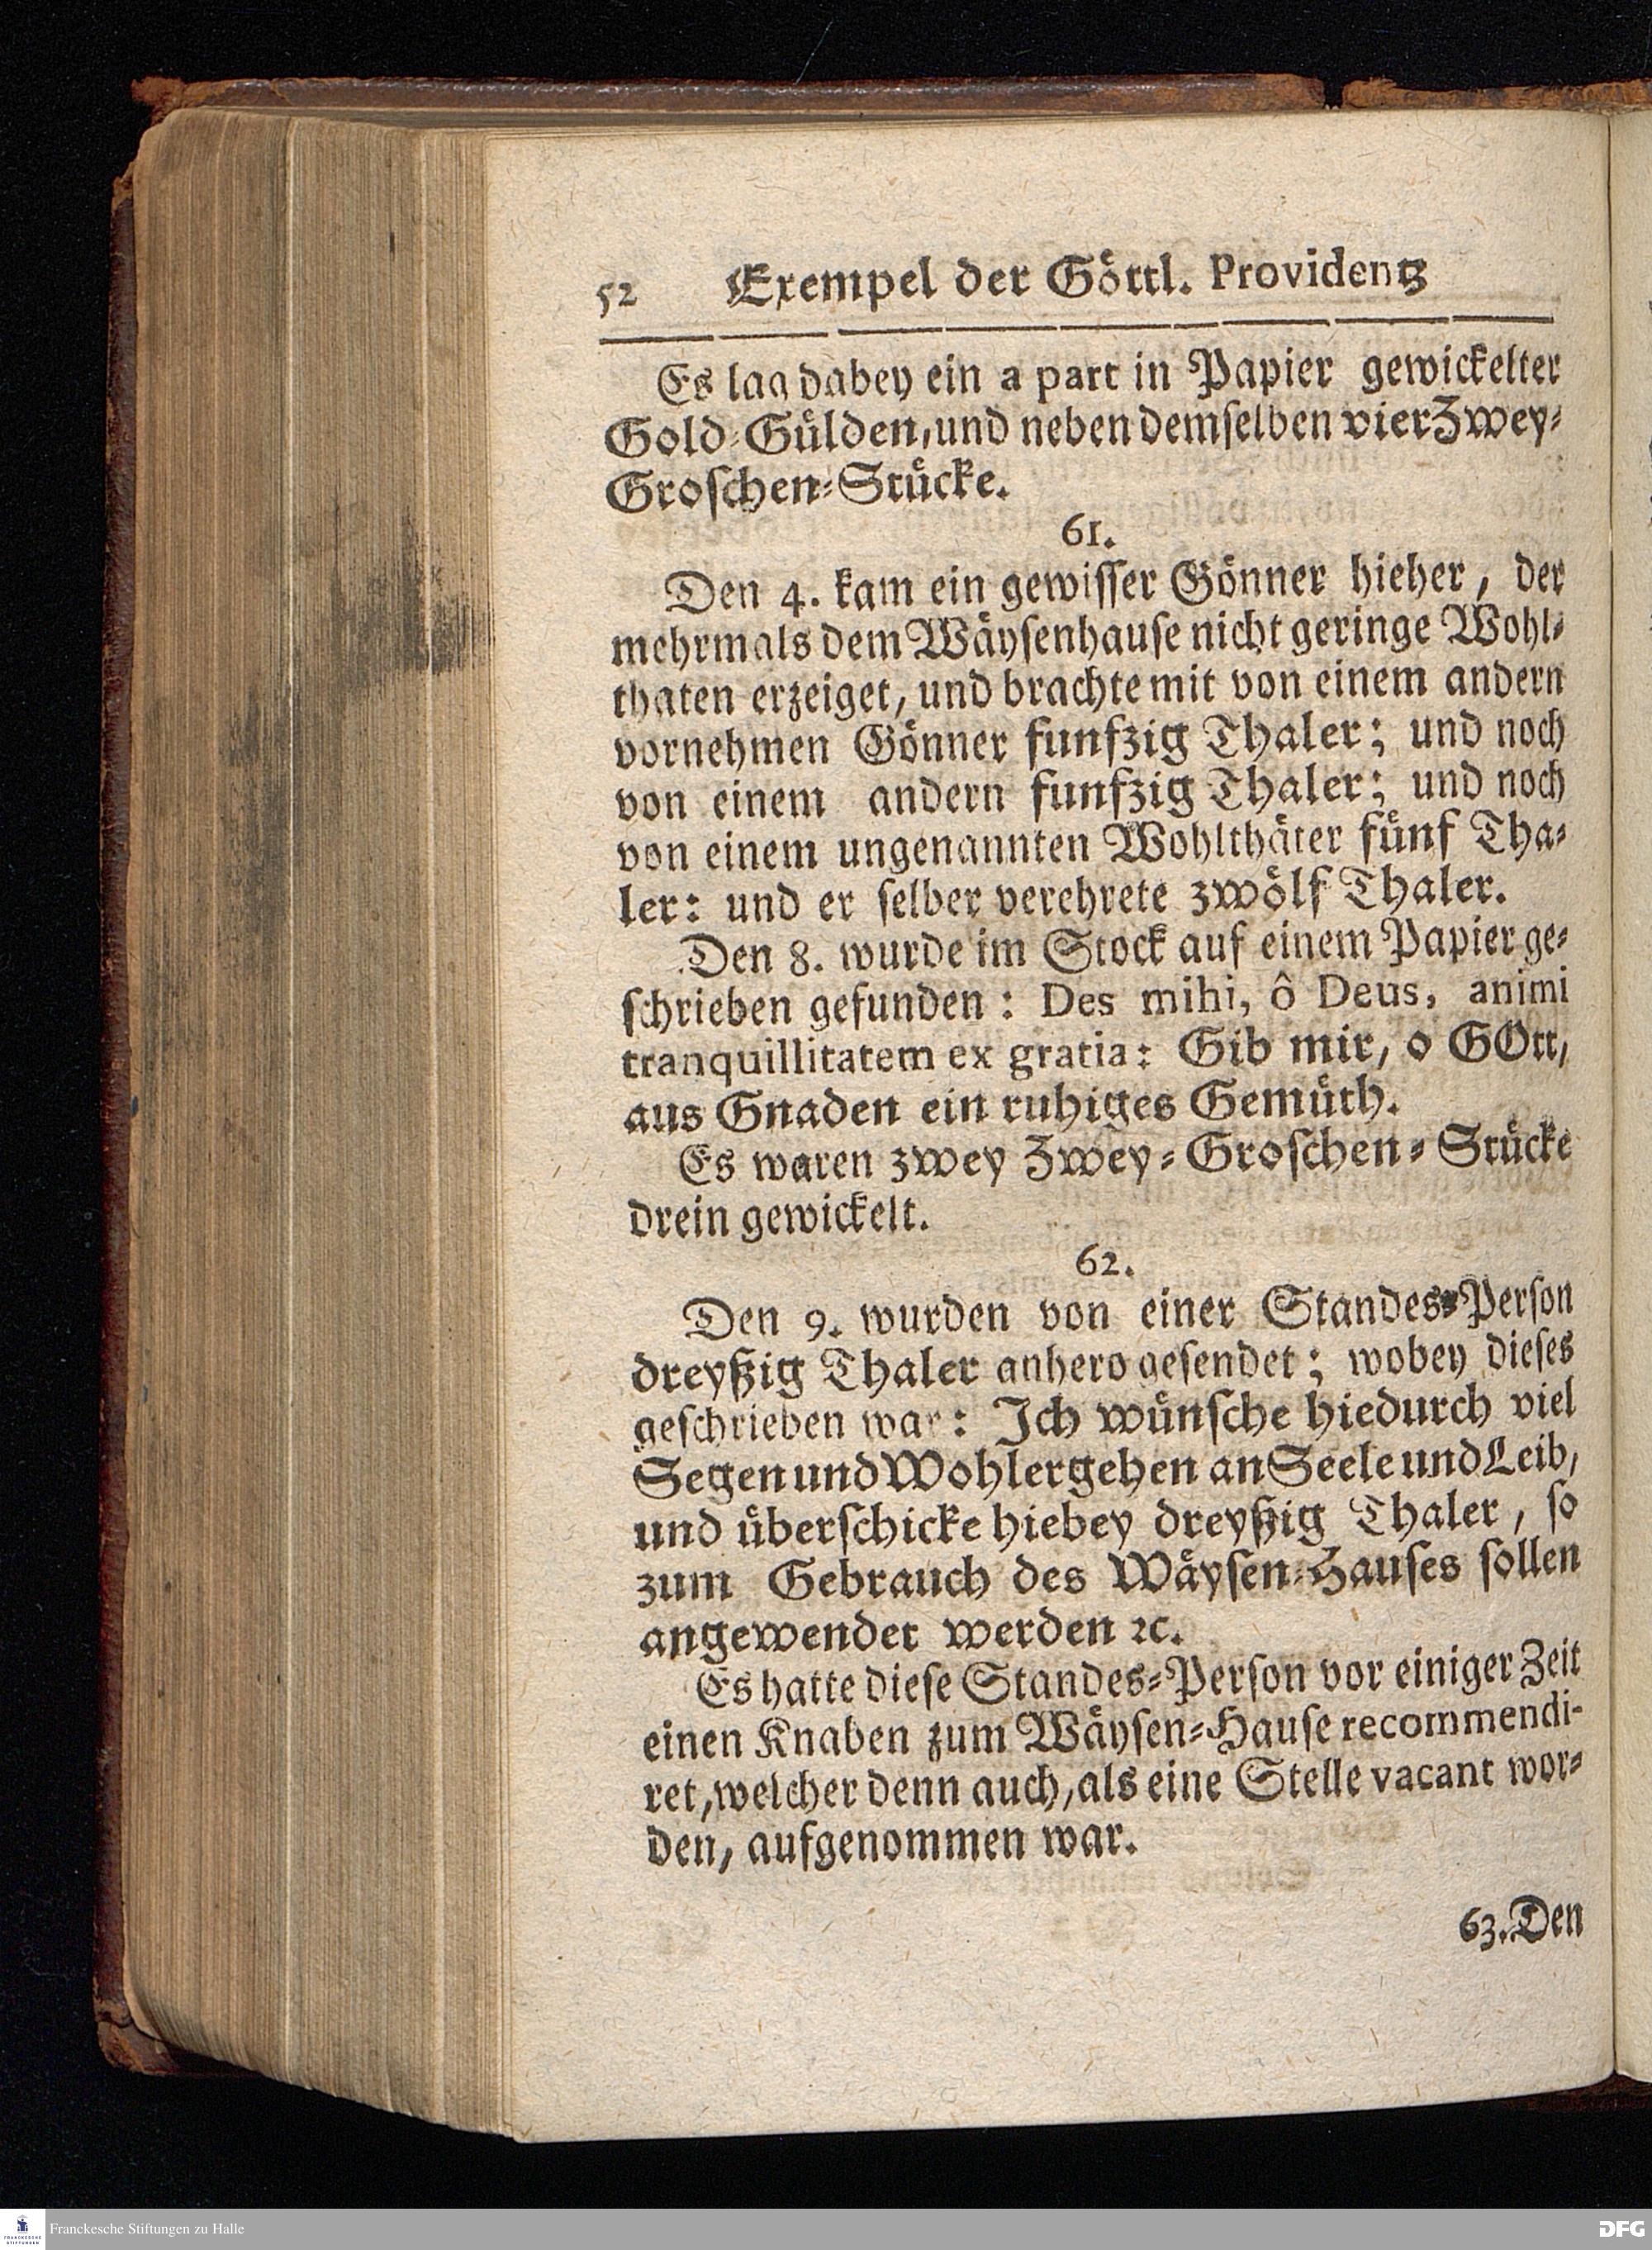 52 Exempel der Göttl. Providentz
Es lag dabey ein a part in Papier gewickelter
Gold-Gülden, und neben demselben vier Zwey-
Groschen-Stücke.
61.
Den 4. kam ein gewisser Gönner hieher, der
mehrmals dem Wäysenhause nicht geringe Wohl-
thaten erzeiget, und brachte mit von einem andern
vornehmen Gönner funfzig Thaler; und noch
von einem andern funfzig Thaler; und noch
von einem ungenannten Wohlthäter fünf Tha-
ler: und er selber verehrete zwölf Thaler.
Den 8. wurde im Stock auf einem Papier ge-
schrieben gefunden: Des mihi, ô Deus, animi
tranquillitatem ex gratia: Gib mir, o GOtt,
aus Gnaden ein ruhiges Gemüth.
Es waren zwey Zwey-Groschen-Stücke
drein gewickelt.
62.
Den 9. wurden von einer Standes-Person
dreyßig Thaler anhero gesendet; wobey dieses
geschrieben war: Ich wünsche hiedurch viel
Segen und Wohlergehen an Seele und Leib,
und überschicke hiebey dreyßig Thaler, so
zum Gebrauch des Wäysen-Hauses sollen
angewendet werden ꝛc.
Es hatte diese Standes-Person vor einiger Zeit
einen Knaben zum Wäysen-Hause recommendi-
ret, welcher denn auch, als eine Stelle vacant wor-
den, aufgenommen war.
63. Den
FRANCKESCHE
STIFTUNGEN
Franckesche Stiftungen zu Halle
DFG